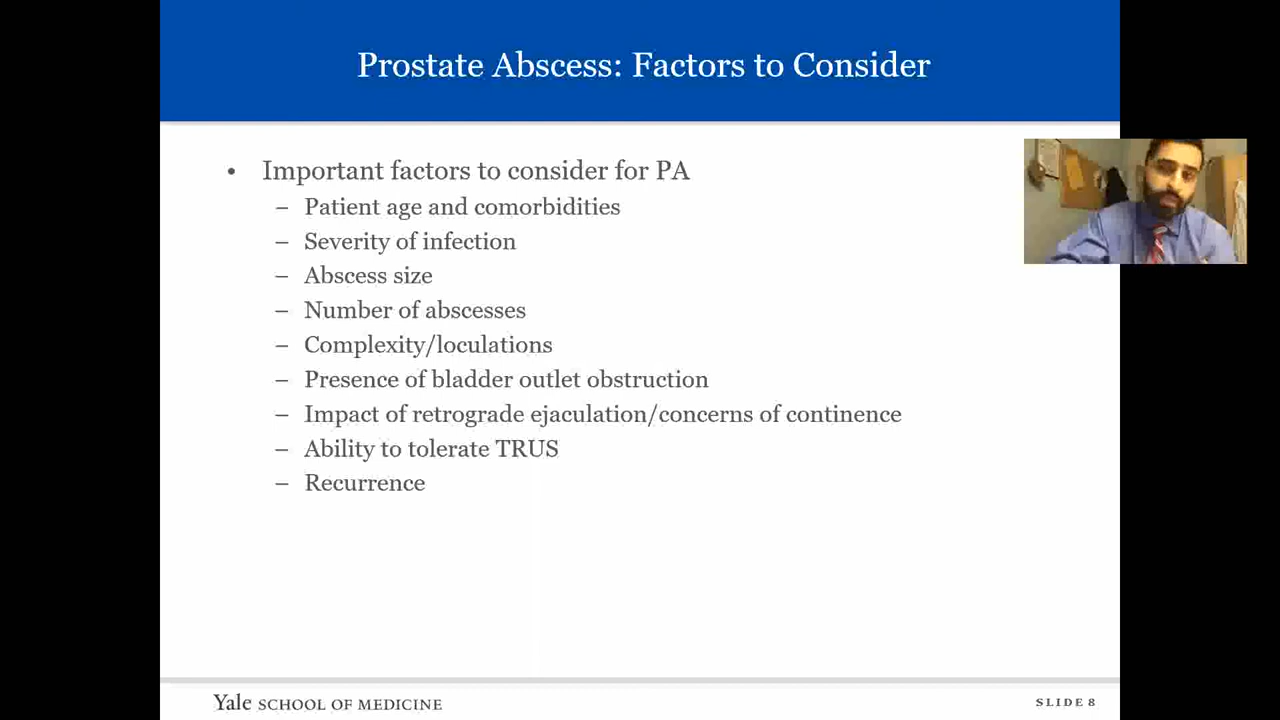 Prostate Abscess: Factors to Consider
• Important factors to consider for PA
– Patient age and comorbidities
– Severity of infection
– Abscess size
– Number of abscesses
– Complexity/loculations
– Presence of bladder outlet obstruction
– Impact of retrograde ejaculation/concerns of continence
– Ability to tolerate TRUS
– Recurrence
Yale SCHOOL OF MEDICINE
SLIDE 8